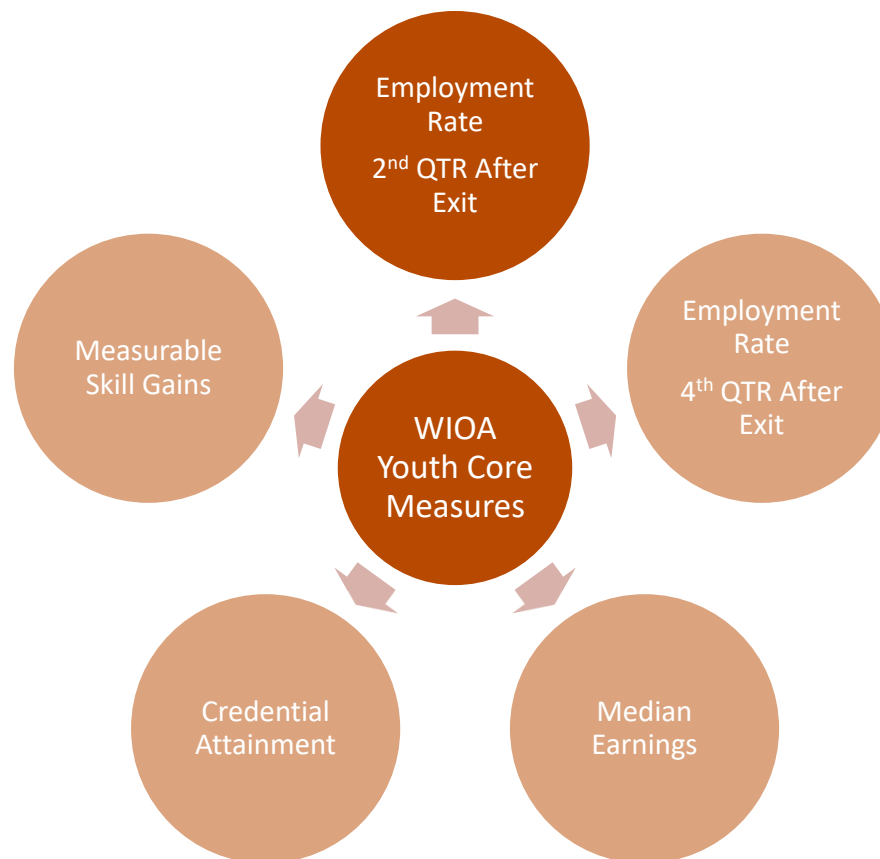 Employment
Rate
2nd QTR After
Exit
Employment
Rate
4th QTR After
Exit
Measurable
Skill Gains
WIOA
Youth Core
Measures
Credential
Attainment
Median
Earnings